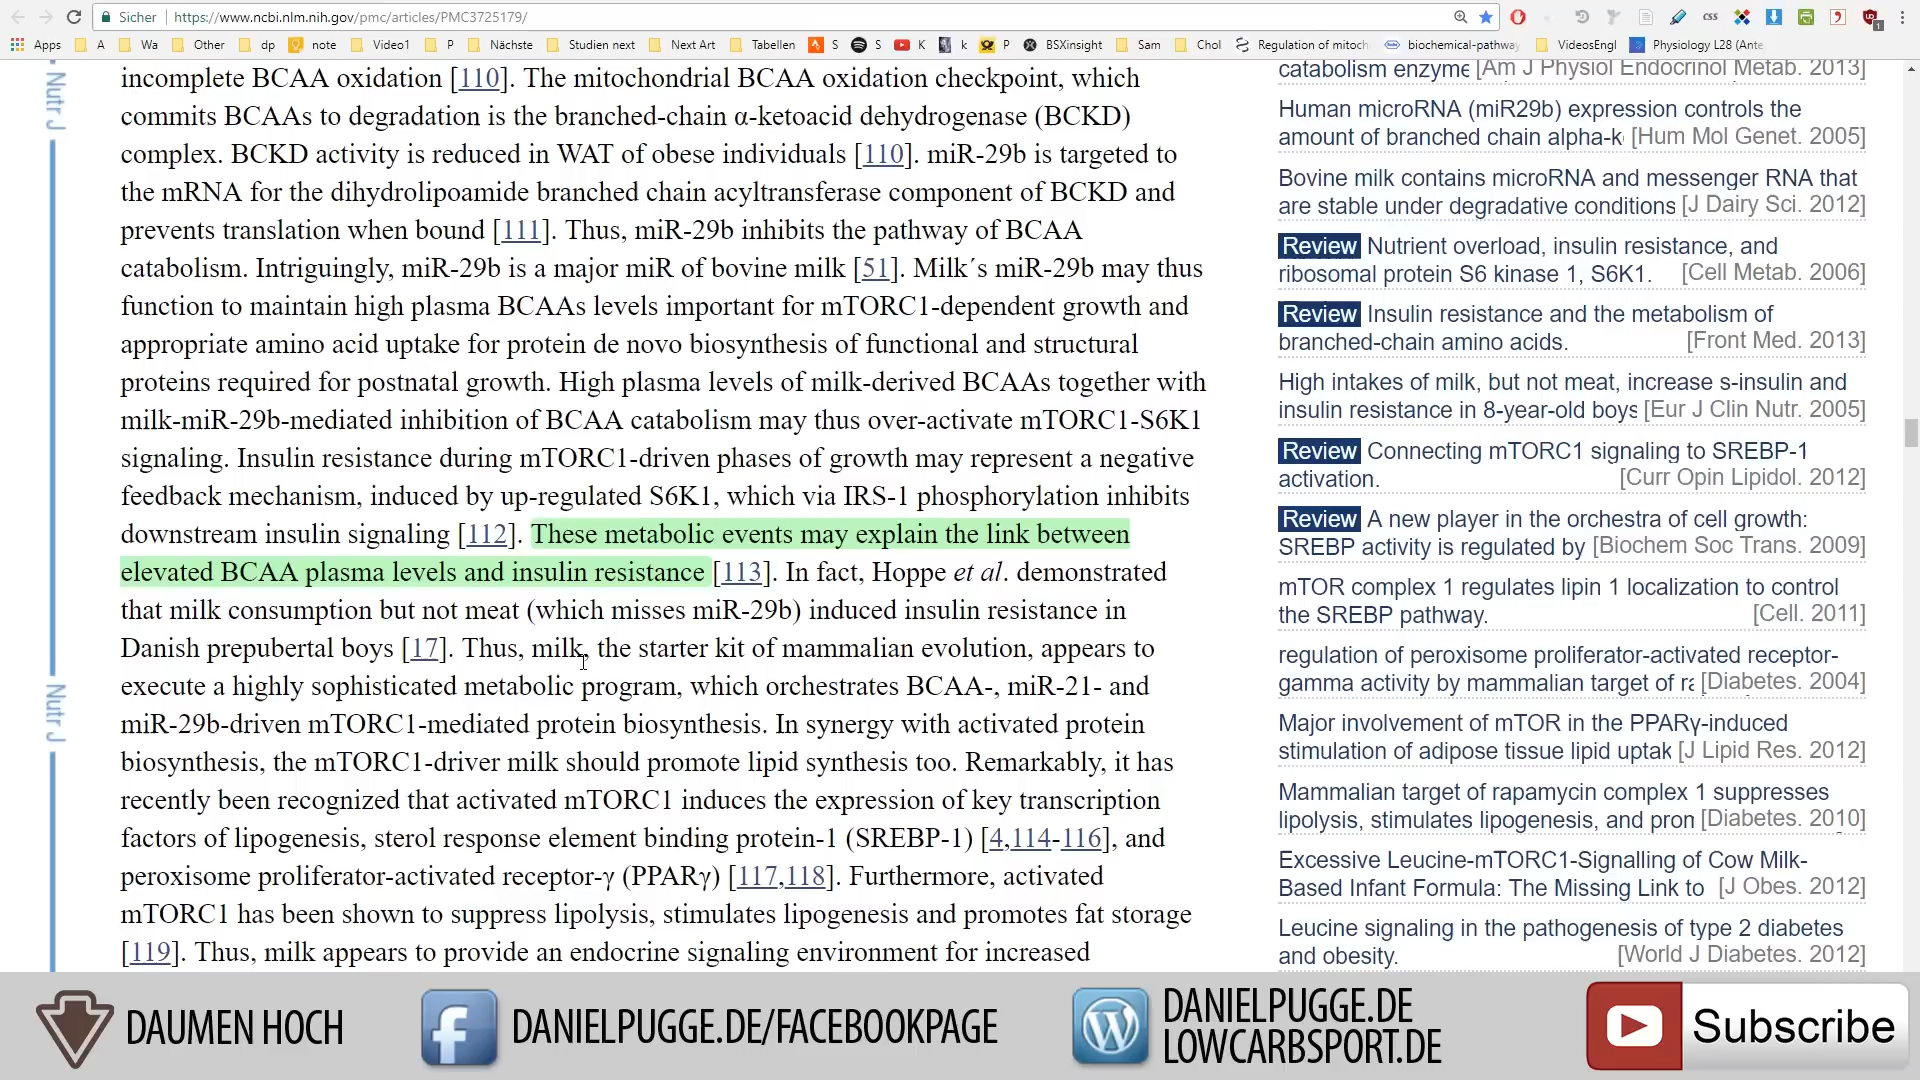 Sicher https://www.ncbi.nlm.nih.gov/pmc/articles/PMC3725179/
Apps A Wa Other dp note Video1 P Nächste Studien next Next Art Tabellen S S K k P BSXinsight Sam Chol Regulation of mitoch biochemical-pathway VideosEngl Physiology L28 (Ante
Nutr J
Nutr J
incomplete BCAA oxidation [110]. The mitochondrial BCAA oxidation checkpoint, which
commits BCAAs to degradation is the branched-chain α-ketoacid dehydrogenase (BCKD)
complex. BCKD activity is reduced in WAT of obese individuals [110]. miR-29b is targeted to
the mRNA for the dihydrolipoamide branched chain acyltransferase component of BCKD and
prevents translation when bound [111]. Thus, miR-29b inhibits the pathway of BCAA
catabolism. Intriguingly, miR-29b is a major miR of bovine milk [51]. Milk´s miR-29b may thus
function to maintain high plasma BCAAs levels important for mTORC1-dependent growth and
appropriate amino acid uptake for protein de novo biosynthesis of functional and structural
proteins required for postnatal growth. High plasma levels of milk-derived BCAAs together with
milk-miR-29b-mediated inhibition of BCAA catabolism may thus over-activate mTORC1-S6K1
signaling. Insulin resistance during mTORC1-driven phases of growth may represent a negative
feedback mechanism, induced by up-regulated S6K1, which via IRS-1 phosphorylation inhibits
downstream insulin signaling [112]. These metabolic events may explain the link between
elevated BCAA plasma levels and insulin resistance [113]. In fact, Hoppe et al. demonstrated
that milk consumption but not meat (which misses miR-29b) induced insulin resistance in
Danish prepubertal boys [17]. Thus, milk, the starter kit of mammalian evolution, appears to
execute a highly sophisticated metabolic program, which orchestrates BCAA-, miR-21- and
miR-29b-driven mTORC1-mediated protein biosynthesis. In synergy with activated protein
biosynthesis, the mTORC1-driver milk should promote lipid synthesis too. Remarkably, it has
recently been recognized that activated mTORC1 induces the expression of key transcription
factors of lipogenesis, sterol response element binding protein-1 (SREBP-1) [4,114-116], and
peroxisome proliferator-activated receptor-γ (PPARγ) [117,118]. Furthermore, activated
mTORC1 has been shown to suppress lipolysis, stimulates lipogenesis and promotes fat storage
[119]. Thus, milk appears to provide an endocrine signaling environment for increased
catabolism enzyme [Am J Physiol Endocrinol Metab. 2013]
Human microRNA (miR29b) expression controls the
amount of branched chain alpha-k [Hum Mol Genet. 2005]
Bovine milk contains microRNA and messenger RNA that
are stable under degradative conditions [J Dairy Sci. 2012]
Review Nutrient overload, insulin resistance, and
ribosomal protein S6 kinase 1, S6K1. [Cell Metab. 2006]
Review Insulin resistance and the metabolism of
branched-chain amino acids. [Front Med. 2013]
High intakes of milk, but not meat, increase s-insulin and
insulin resistance in 8-year-old boys [Eur J Clin Nutr. 2005]
Review Connecting mTORC1 signaling to SREBP-1
activation. [Curr Opin Lipidol. 2012]
Review A new player in the orchestra of cell growth:
SREBP activity is regulated by [Biochem Soc Trans. 2009]
mTOR complex 1 regulates lipin 1 localization to control
the SREBP pathway. [Cell. 2011]
regulation of peroxisome proliferator-activated receptor-
gamma activity by mammalian target of ra [Diabetes. 2004]
Major involvement of mTOR in the PPARγ-induced
stimulation of adipose tissue lipid uptak [J Lipid Res. 2012]
Mammalian target of rapamycin complex 1 suppresses
lipolysis, stimulates lipogenesis, and pron [Diabetes. 2010]
Excessive Leucine-mTORC1-Signalling of Cow Milk-
Based Infant Formula: The Missing Link to [J Obes. 2012]
Leucine signaling in the pathogenesis of type 2 diabetes
and obesity. [World J Diabetes. 2012]
DAUMEN HOCH
DANIELPUGGE.DE/FACEBOOKPAGE
DANIELPUGGE.DE
LOWCARBSPORT.DE
Subscribe